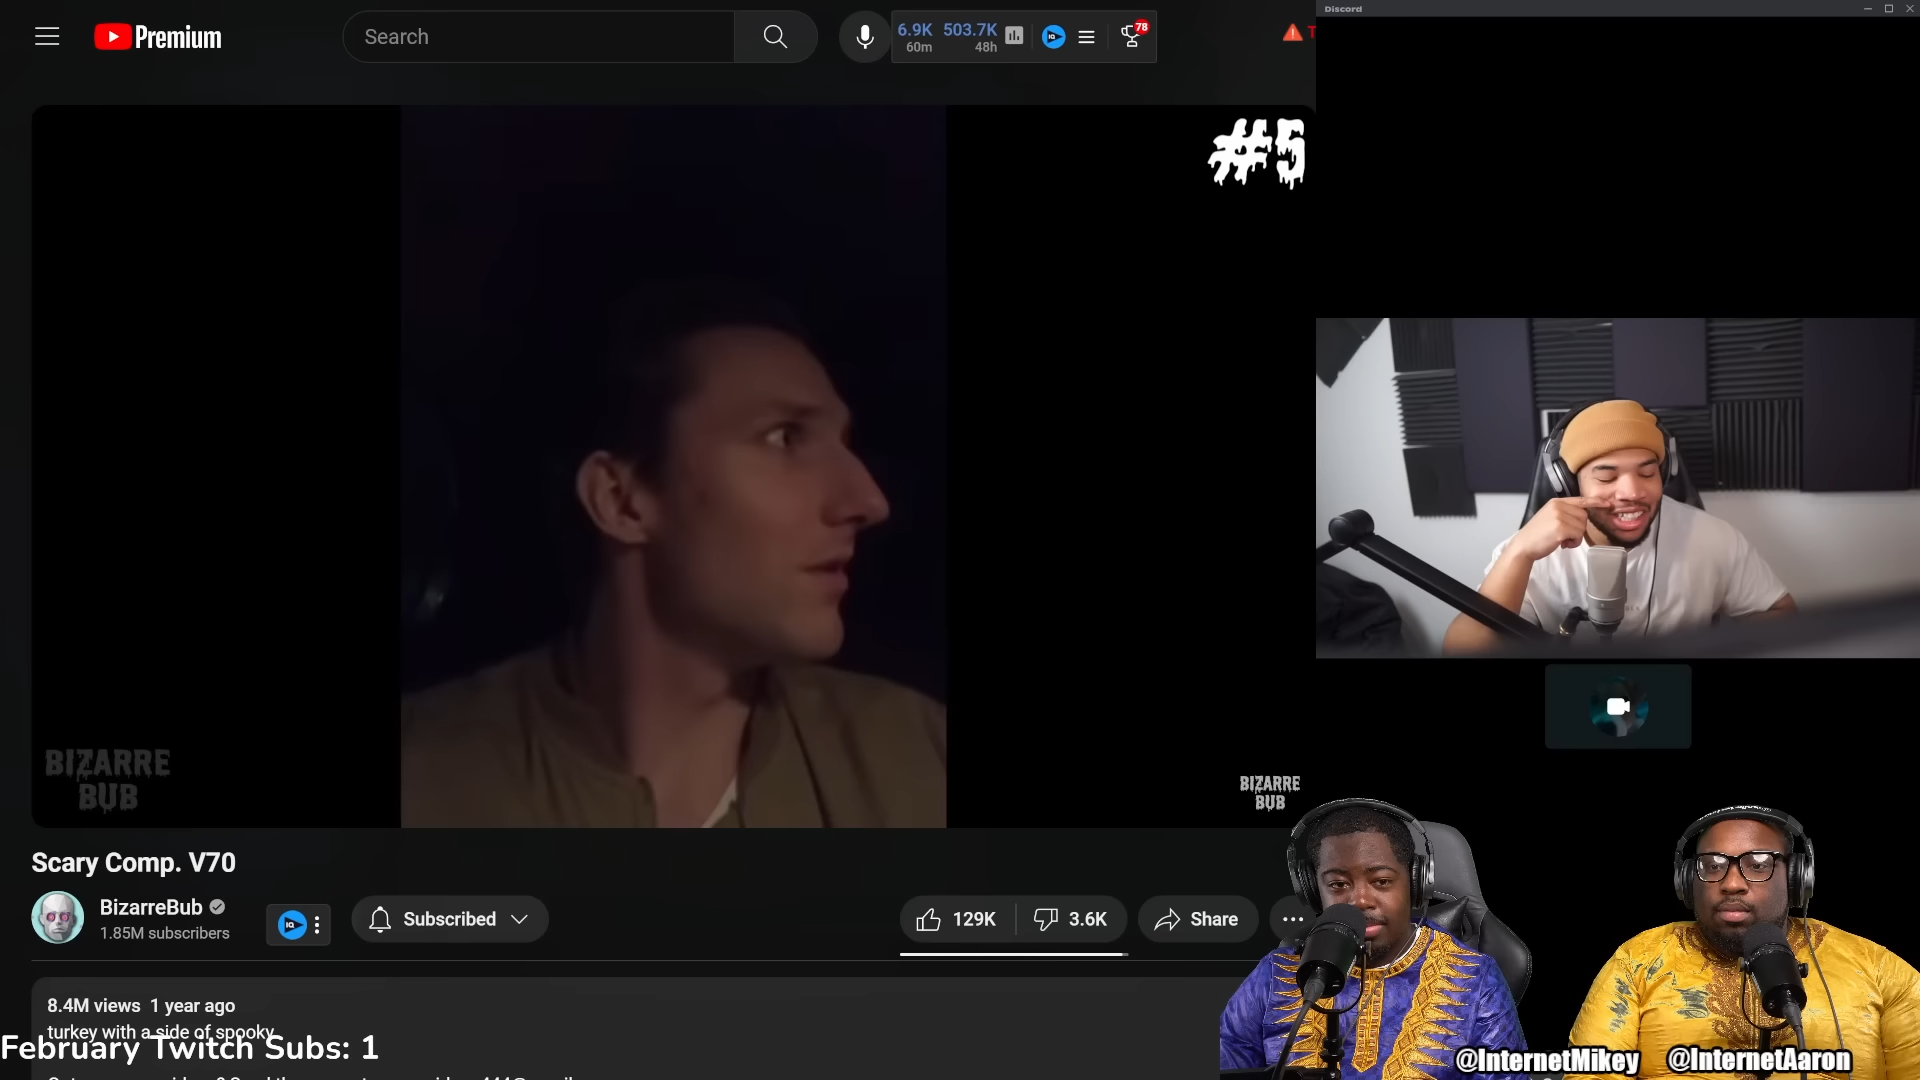 Premium
Search
6.9K 503.7K
60m 48h
78
T
Discord
#5
BIZARRE
BUB
BIZARRE
BUB
Scary Comp. V70
BizarreBub
1.85M subscribers
IQ
Subscribed
129K
3.6K
Share
8.4M views 1 year ago
turkey with a side of spooky
February Twitch Subs: 1
@InternetMikey
@InternetAaron